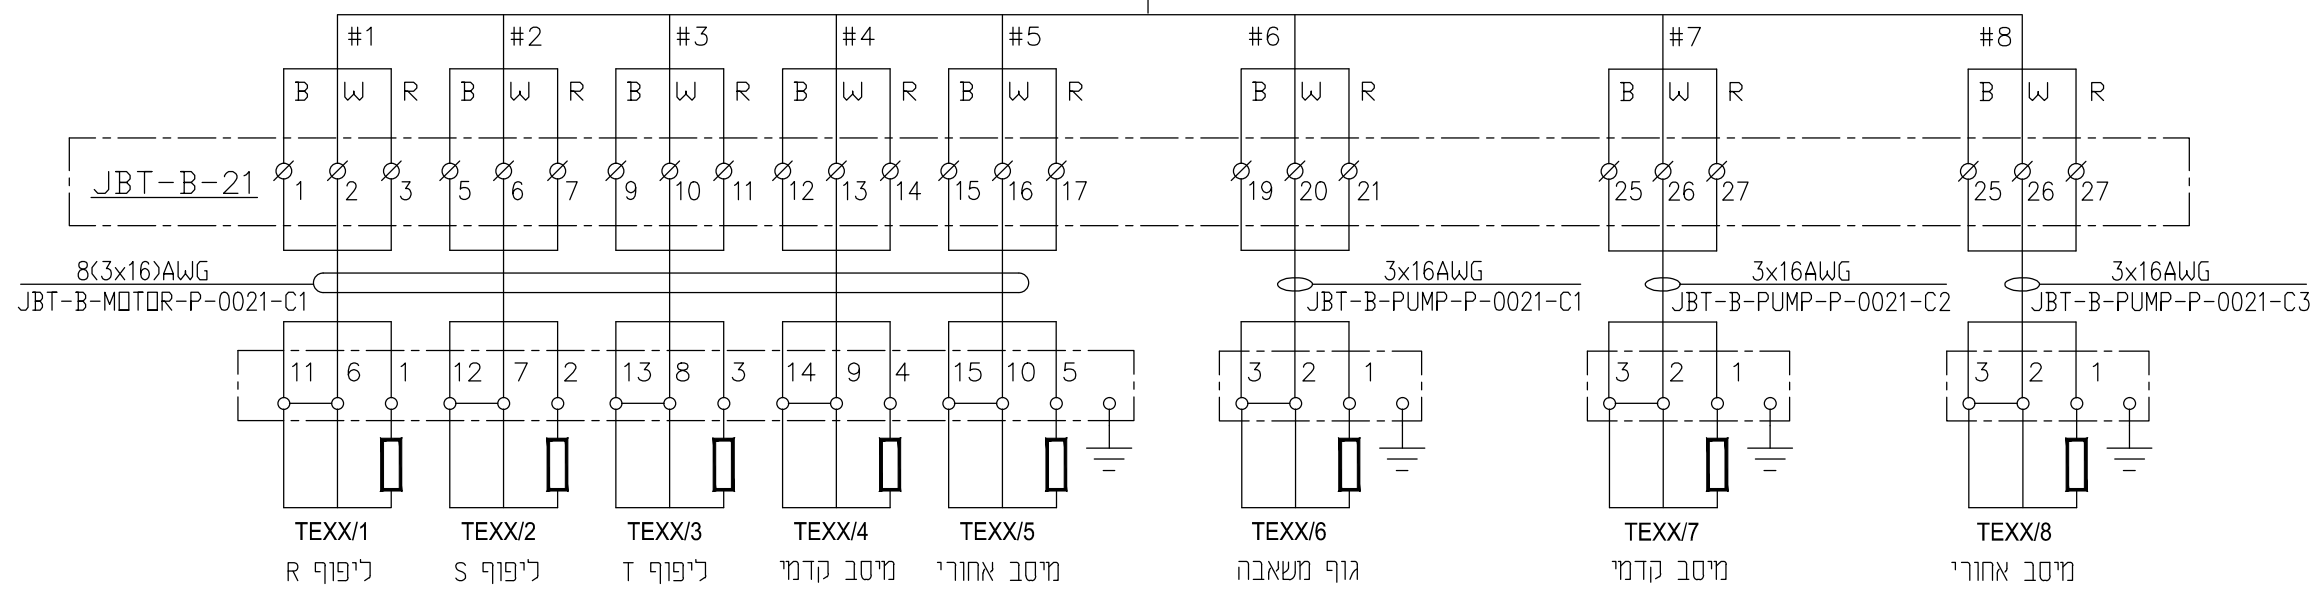 #1 #2 #3 #4 #5 #6 #7 #8
B W R B W R B W R B W R B W R B W R B W R B W R
JBT-B-21 1 2 3 5 6 7 9 10 11 12 13 14 15 16 17 19 20 21 25 26 27 25 26 27
8(3x16)AWG 3x16AWG 3x16AWG 3x16AWG
JBT-B-MOTOR-P-0021-C1 JBT-B-PUMP-P-0021-C1 JBT-B-PUMP-P-0021-C2 JBT-B-PUMP-P-0021-C3
11 6 1 12 7 2 13 8 3 14 9 4 15 10 5 3 2 1 3 2 1 3 2 1
TEXX/1 TEXX/2 TEXX/3 TEXX/4 TEXX/5 TEXX/6 TEXX/7 TEXX/8
ליפוף R
ליפוף S
ליפוף T
מיסב קדמי
מיסב אחורי
גוף משאבה
מיסב קדמי
מיסב אחורי